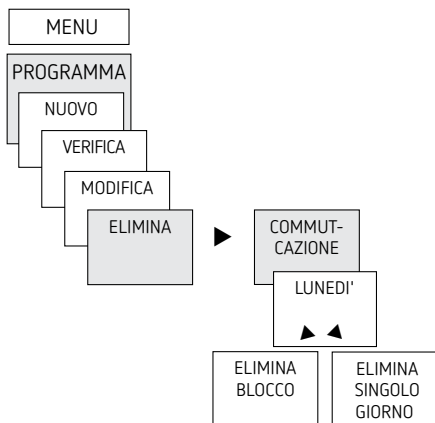 MENU
PROGRAMMA
NUOVO
VERIFICA
MODIFICA
ELIMINA
COMMUT-
CAZIONE
LUNEDI'
ELIMINA
BLOCCO
ELIMINA
SINGOLO
GIORNO